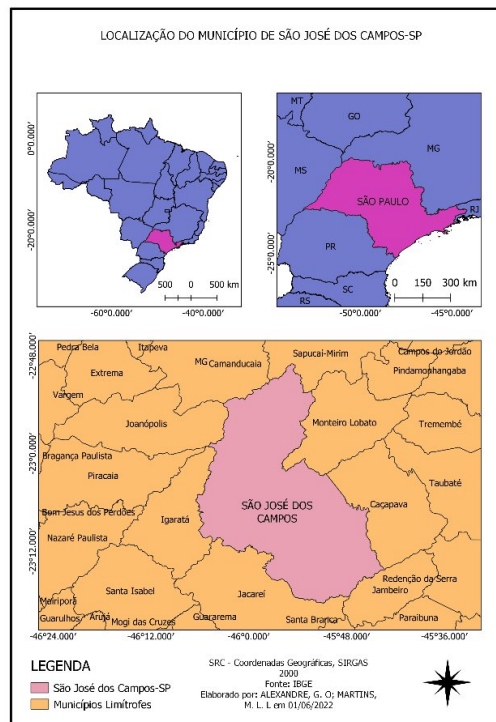 LOCALIZAÇÃO DO MUNICÍPIO DE SÃO JOSÉ DOS CAMPOS-SP
0°0.000'
-20°0.000'
500 0 500 km
-60°0.000' -40°0.000'
MT
GO
MG
MS
SÃO PAULO
RJ
PR
SC
RS
-20°0.000'
-25°0.000'
0 150 300 km
-50°0.000' -45°0.000'
-22°48.000'
-23°0.000'
-23°12.000'
Pedra Bela
Itapeva
MG
Camanducaia
Sapucai-Mirim
Campos do Jordão
Pindamonhangaba
Extrema
Vargem
Joanópolis
Monteiro Lobato
Tremembé
Bragança Paulista
Piracaia
Taubaté
SÃO JOSÉ DOS
CAMPOS
Caçapava
Bom Jesus dos Perdões
Igaratá
Nazaré Paulista
Redenção da Serra
Santa Isabel
Jacareí
Jambeiro
Mairiporã
Guarulhos
Arujá
Mogi das Cruzes
Guararema
Santa Branca
Paraibuna
-46°24.000' -46°12.000' -46°0.000' -45°48.000' -45°36.000'
LEGENDA
São José dos Campos-SP
Municípios Limítrofes
SRC - Coordenadas Geográficas, SIRGAS
2000
Fonte: IBGE
Elaborado por: ALEXANDRE, G. O; MARTINS,
M. L. L em 01/06/2022